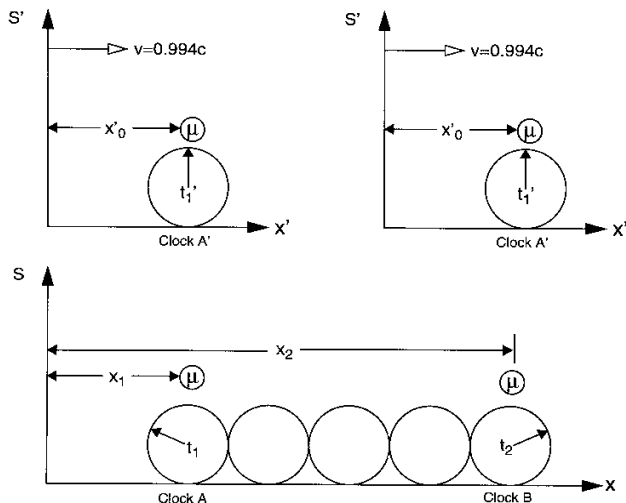 S'
v=0.994c
x'₀
μ
t₁'
x'
Clock A'
S'
v=0.994c
x'₀
μ
t₁'
x'
Clock A'
S
x₂
x₁
μ
μ
t₁
t₂
x
Clock A
Clock B